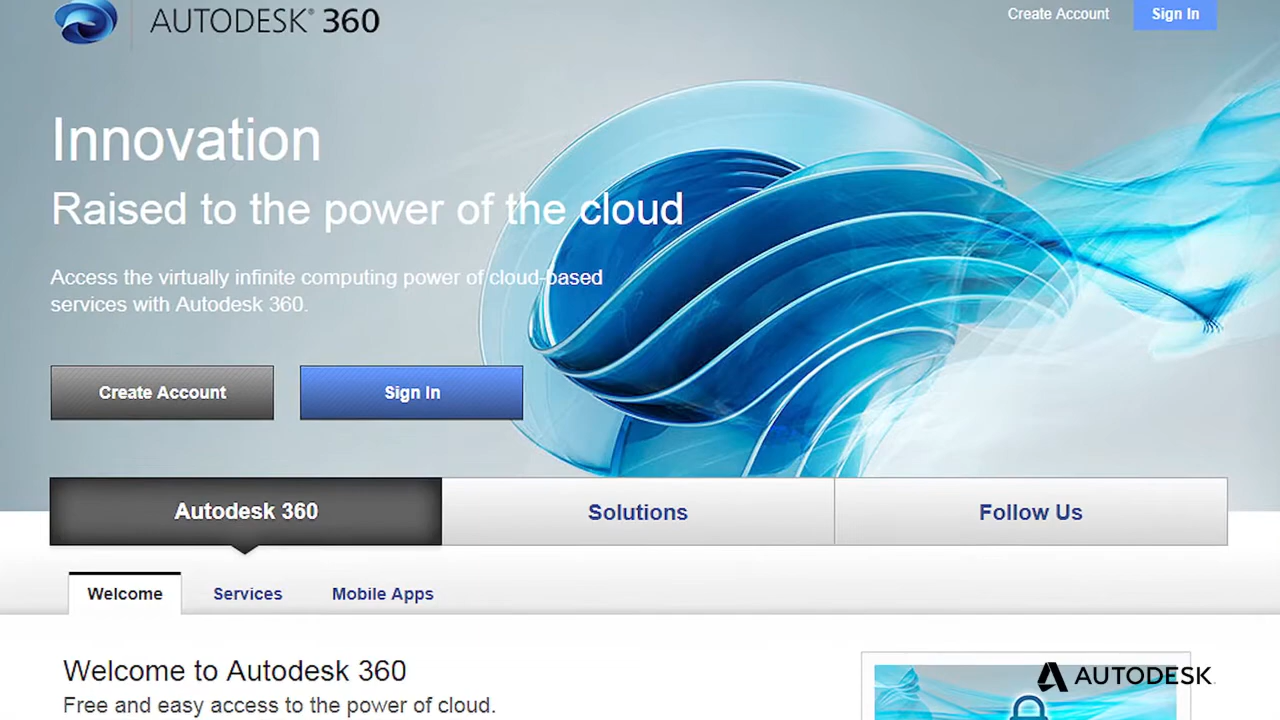 AUTODESK® 360
Create Account
Sign In
Innovation
Raised to the power of the cloud
Access the virtually infinite computing power of cloud-based
services with Autodesk 360.
Create Account
Sign In
Autodesk 360
Solutions
Follow Us
Welcome
Services
Mobile Apps
Welcome to Autodesk 360
Free and easy access to the power of cloud.
AUTODESK